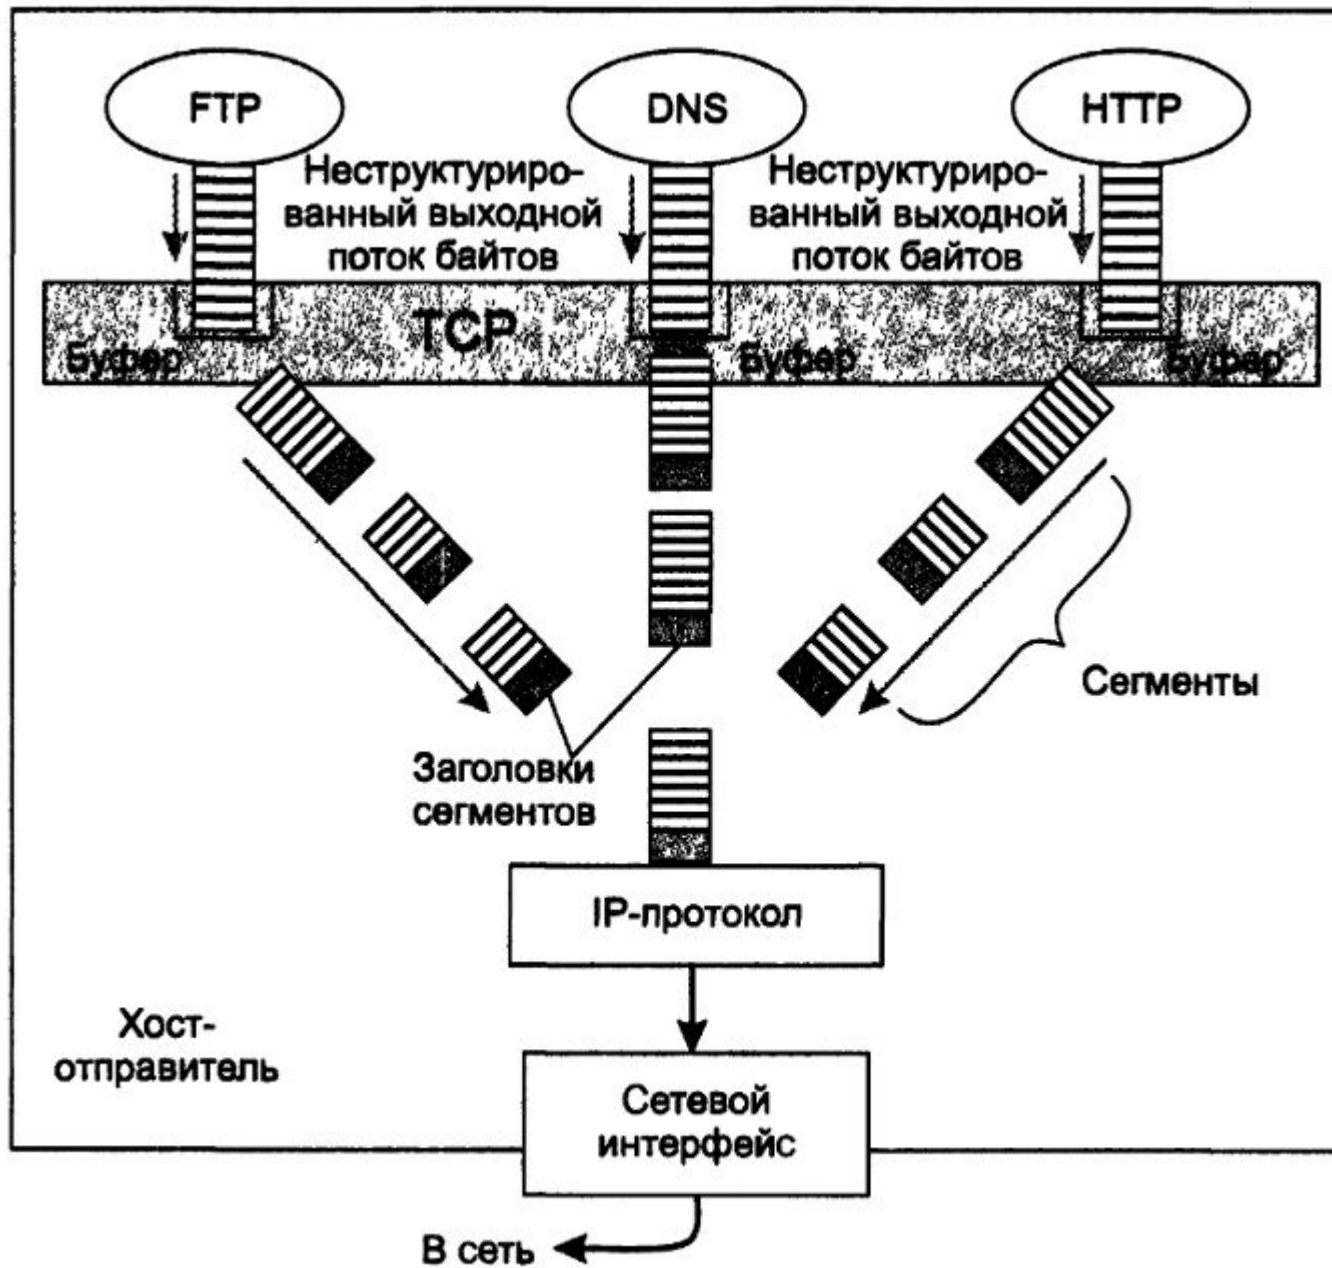 FTP
DNS
HTTP
Неструктуриро-
ванный выходной
поток байтов
Неструктуриро-
ванный выходной
поток байтов
TCP
Буфер
Буфер
Буфер
Сегменты
Заголовки
сегментов
IP-протокол
Хост-
отправитель
Сетевой
интерфейс
В сеть